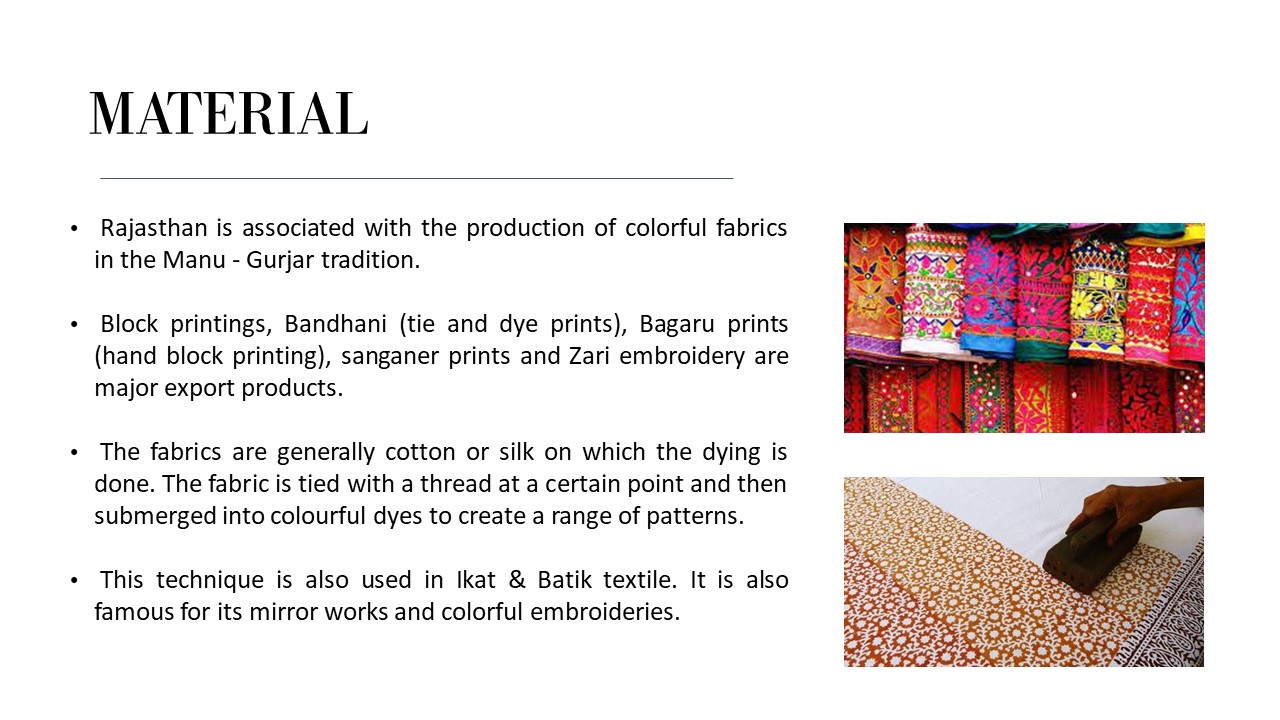 MATERIAL
• Rajasthan is associated with the production of colorful fabrics
in the Manu - Gurjar tradition.
• Block printings, Bandhani (tie and dye prints), Bagaru prints
(hand block printing), sanganer prints and Zari embroidery are
major export products.
• The fabrics are generally cotton or silk on which the dying is
done. The fabric is tied with a thread at a certain point and then
submerged into colourful dyes to create a range of patterns.
• This technique is also used in Ikat & Batik textile. It is also
famous for its mirror works and colorful embroideries.